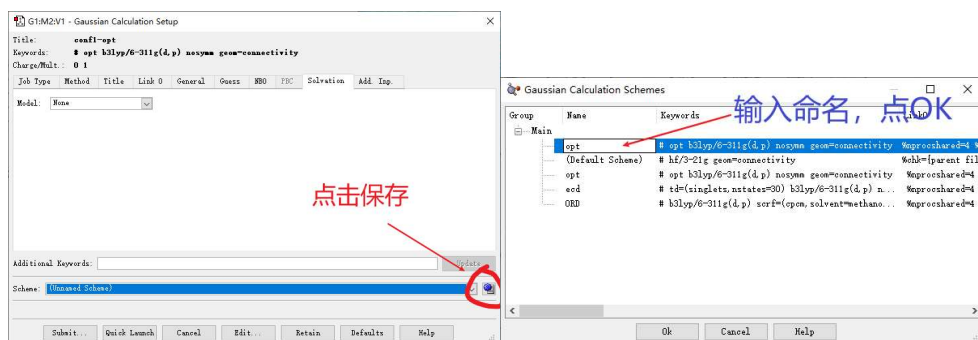 G1:M2:V1 - Gaussian Calculation Setup
Title: conf1-opt
Keywords: # opt b3lyp/6-311g(d,p) nosymm geom=connectivity
Charge/Mult.: 0 1
Job Type Method Title Link 0 General Guess NBO PBC Solvation Add. Inp.
Model: None
点击保存
Additional Keywords: Update
Scheme: (Unnamed Scheme)
Submit... Quick Launch Cancel Edit... Retain Defaults Help
Gaussian Calculation Schemes
输入命名，点OK
Group Name Keywords Link0
Main
opt # opt b3lyp/6-311g(d,p) nosymm geom=connectivity %nprocshared=4 %
(Default Scheme) # hf/3-21g geom=connectivity %chk={parent fil
opt # opt b3lyp/6-311g(d,p) nosymm geom=connectivity %nprocshared=4
ecd # td=(singlets,nstates=30) b3lyp/6-311g(d,p) n... %nprocshared=4
ORD # b3lyp/6-311g(d,p) scrf=(cpcm,solvent=methano... %nprocshared=4
Ok Cancel Help